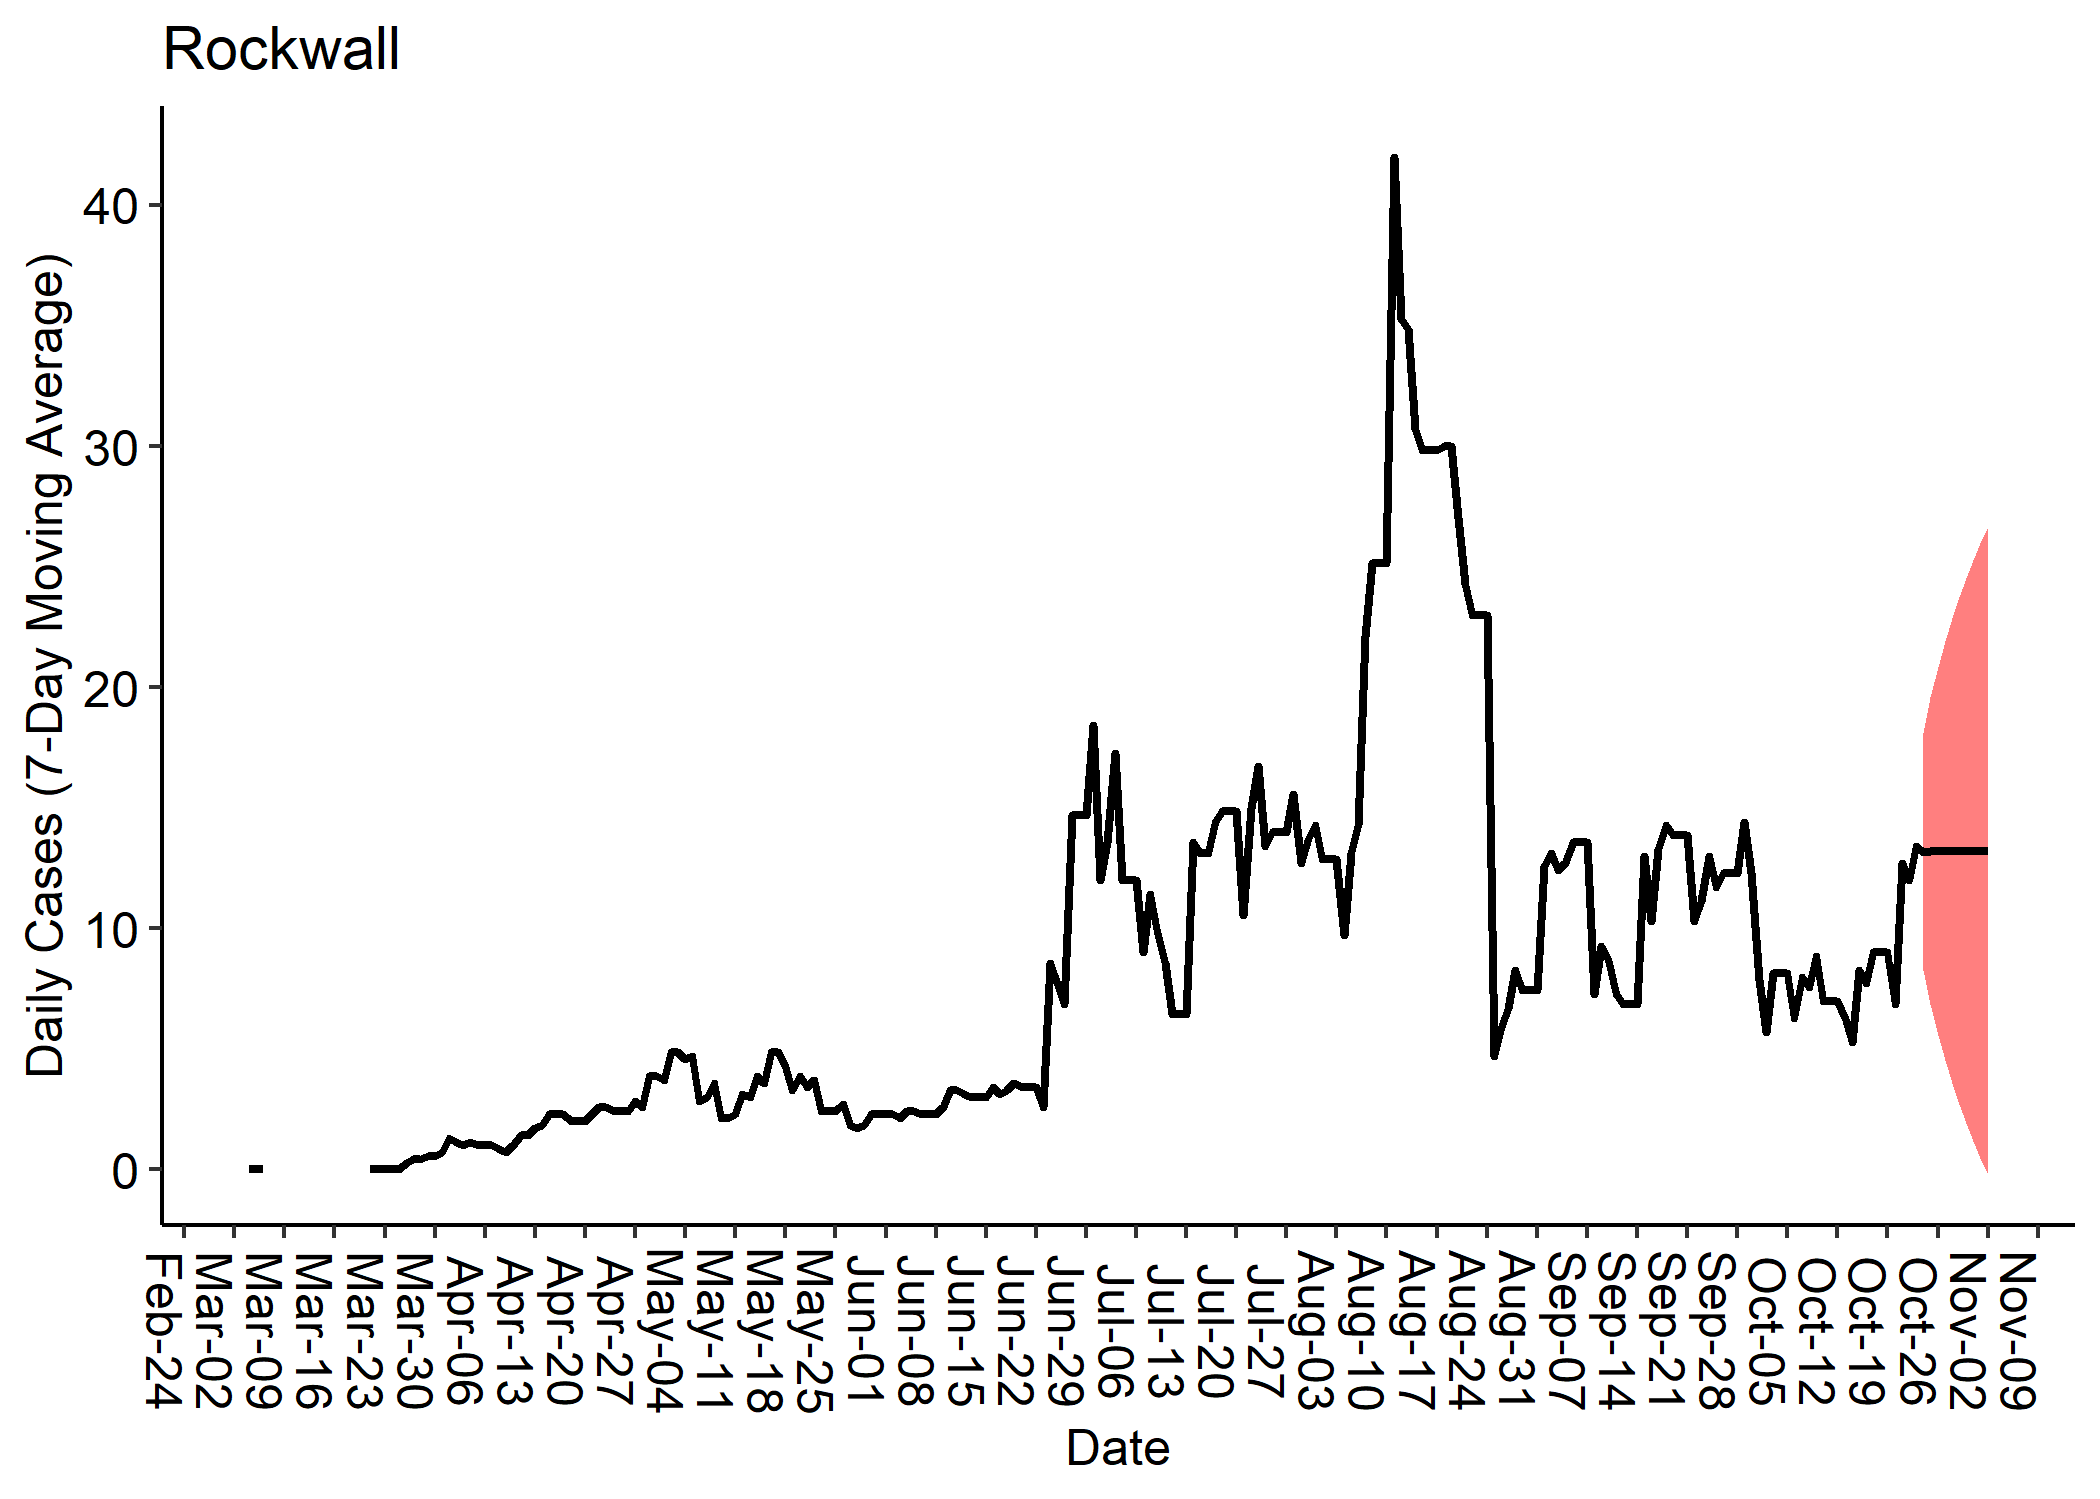 Rockwall
Daily Cases (7-Day Moving Average)
40
30
20
10
0
Feb-24
Mar-02
Mar-09
Mar-16
Mar-23
Mar-30
Apr-06
Apr-13
Apr-20
Apr-27
May-04
May-11
May-18
May-25
Jun-01
Jun-08
Jun-15
Jun-22
Jun-29
Jul-06
Jul-13
Jul-20
Jul-27
Aug-03
Aug-10
Aug-17
Aug-24
Aug-31
Sep-07
Sep-14
Sep-21
Sep-28
Oct-05
Oct-12
Oct-19
Oct-26
Nov-02
Nov-09
Date